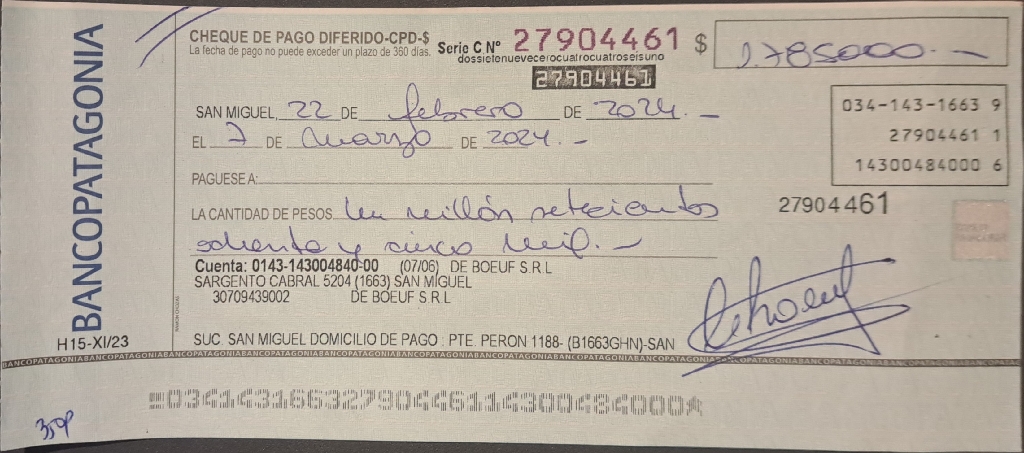 BANCOPATAGONIA
H15-XI/23
CHEQUE DE PAGO DIFERIDO-CPD-$
La fecha de pago no puede exceder un plazo de 360 días.
Serie C Nº 27904461
dossietenuevecerocuatrocuatroseisuno
27904461
$ 1.785000.-
034-143-1663 9
27904461 1
14300484000 6
27904461
SAN MIGUEL, 22 DE febrero DE 2024.-
EL 7 DE Marzo DE 2024.-
PAGUESE A:
LA CANTIDAD DE PESOS Un millón setecientos
ochenta y cinco mil.-
Cuenta: 0143-143004840-00 (07/06) DE BOEUF S.R.L
SARGENTO CABRAL 5204 (1663) SAN MIGUEL
30709439002 DE BOEUF S R L
SUC SAN MIGUEL DOMICILIO DE PAGO : PTE PERON 1188- (B1663GHN)-SAN
BANCOPATAGONIABANCOPATAGONIABANCOPATAGONIABANCOPATAGONIABANCOPATAGONIA
034143166327904461143004840006